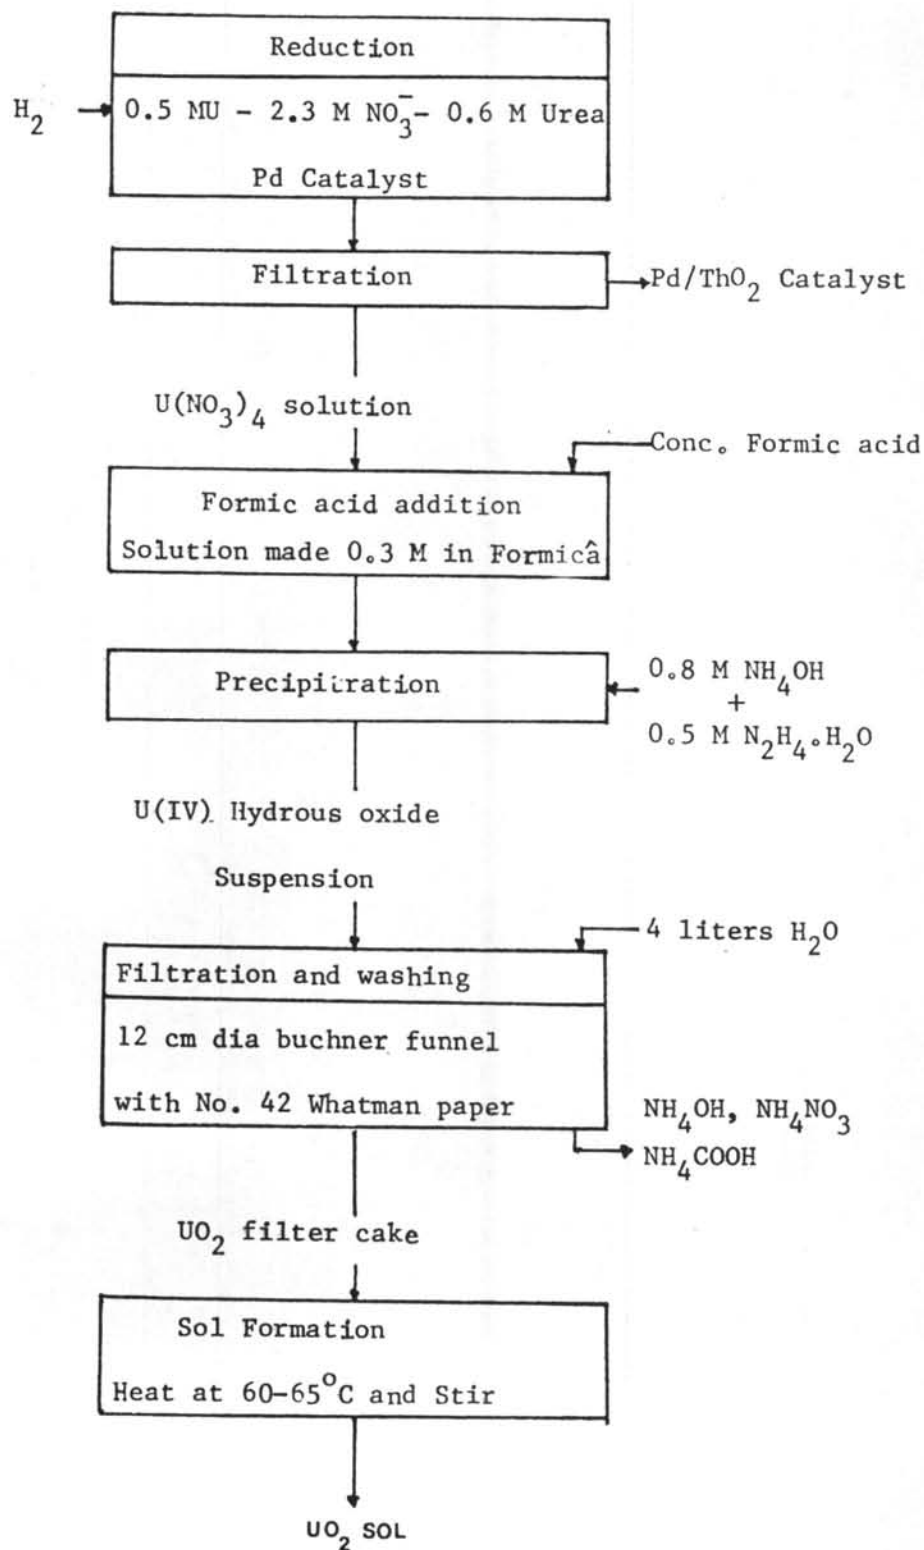 Reduction
H₂
0.5 MU - 2.3 M NO₃⁻- 0.6 M Urea
Pd Catalyst
Filtration
Pd/ThO₂ Catalyst
U(NO₃)₄ solution
Conc. Formic acid
Formic acid addition
Solution made 0.3 M in Formicâ
Precipitration
0.8 M NH₄OH
+
0.5 M N₂H₄.H₂O
U(IV) Hydrous oxide
Suspension
4 liters H₂O
Filtration and washing
12 cm dia buchner funnel
with No. 42 Whatman paper
NH₄OH, NH₄NO₃
NH₄COOH
UO₂ filter cake
Sol Formation
Heat at 60-65°C and Stir
UO₂ SOL